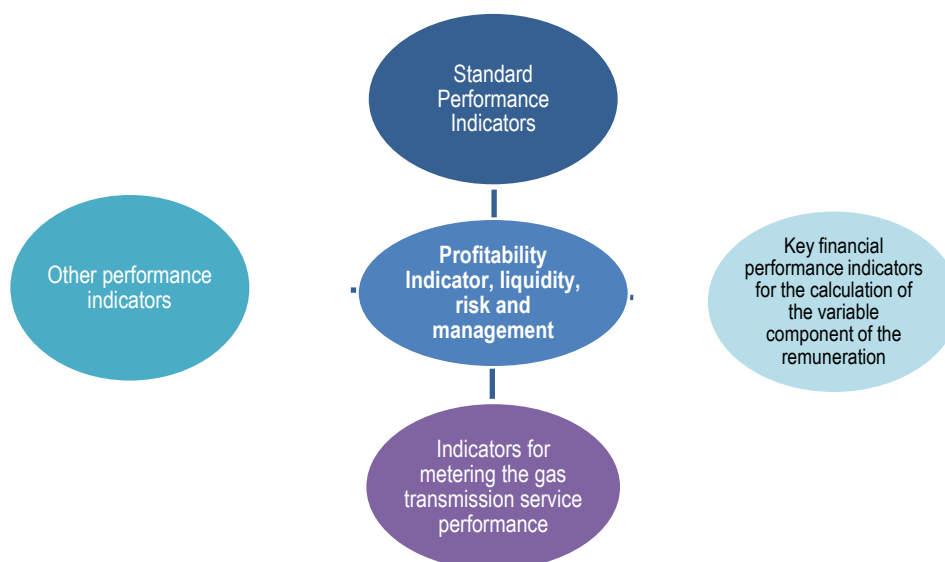 Standard
Performance
Indicators
Other performance
indicators
Profitability
Indicator, liquidity,
risk and
management
Key financial
performance indicators
for the calculation of
the variable
component of the
remuneration
Indicators for
metering the gas
transmission service
performance